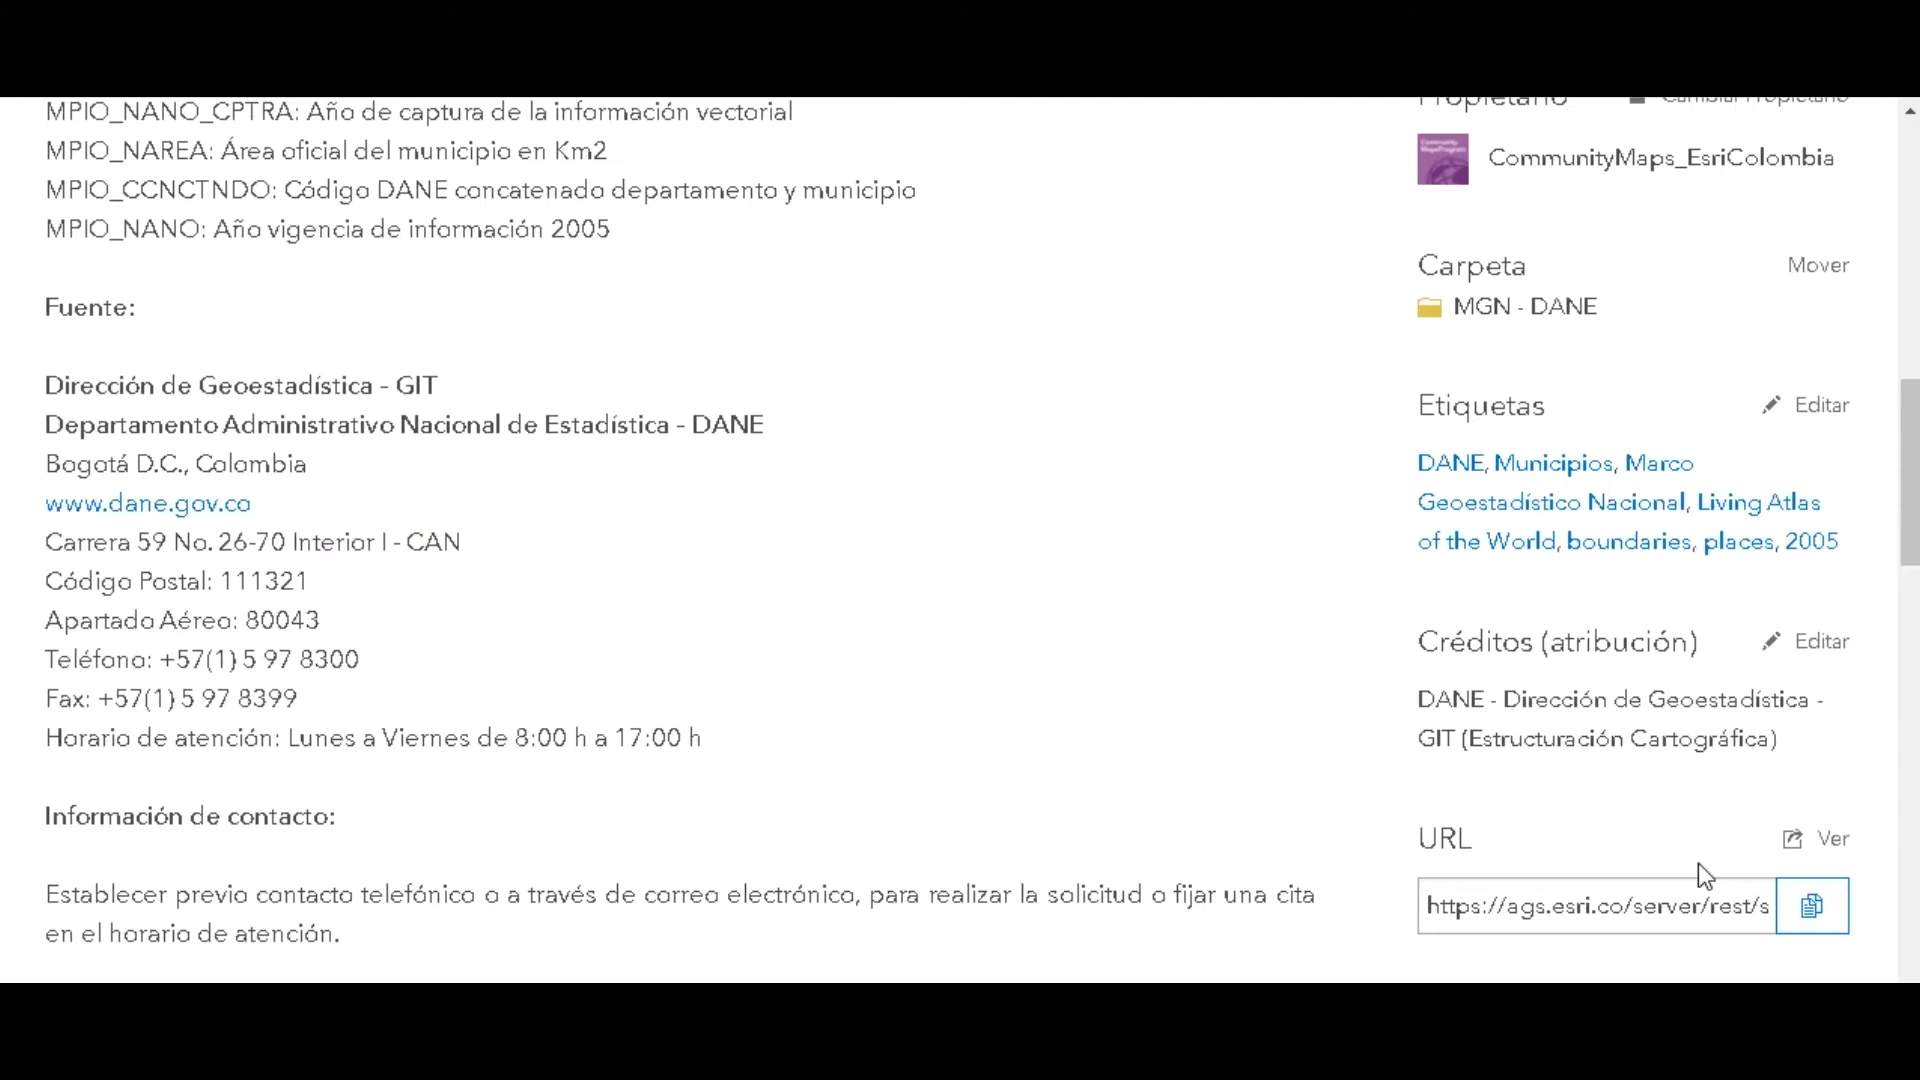 MPIO_NANO_CPTRA: Año de captura de la información vectorial
MPIO_NAREA: Área oficial del municipio en Km2
MPIO_CCNCTNDO: Código DANE concatenado departamento y municipio
MPIO_NANO: Año vigencia de información 2005
Fuente:
Dirección de Geoestadística - GIT
Departamento Administrativo Nacional de Estadística - DANE
Bogotá D.C., Colombia
www.dane.gov.co
Carrera 59 No. 26-70 Interior I - CAN
Código Postal: 111321
Apartado Aéreo: 80043
Teléfono: +57(1) 5 97 8300
Fax: +57(1) 5 97 8399
Horario de atención: Lunes a Viernes de 8:00 h a 17:00 h
Información de contacto:
Establecer previo contacto telefónico o a través de correo electrónico, para realizar la solicitud o fijar una cita
en el horario de atención.
Propietario Cambiar Propietario
CommunityMaps_EsriColombia
Carpeta Mover
MGN - DANE
Etiquetas Editar
DANE, Municipios, Marco
Geoestadístico Nacional, Living Atlas
of the World, boundaries, places, 2005
Créditos (atribución) Editar
DANE - Dirección de Geoestadística -
GIT (Estructuración Cartográfica)
URL Ver
https://ags.esri.co/server/rest/s